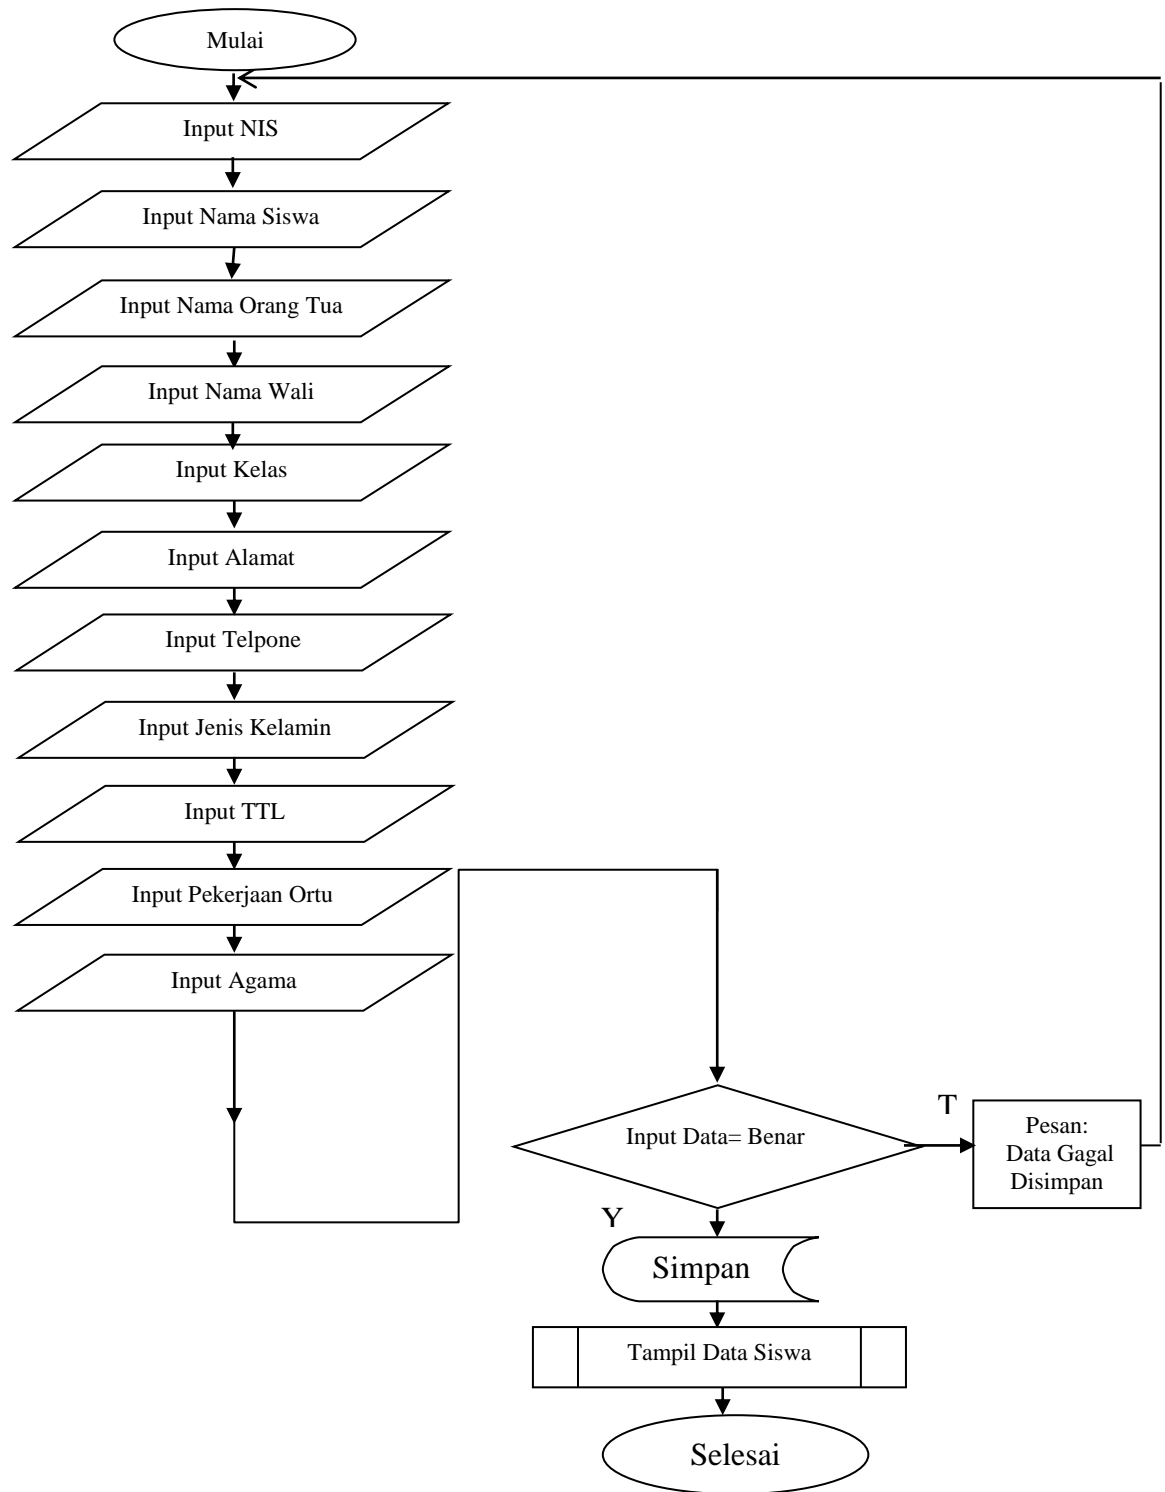 Mulai
Input NIS
Input Nama Siswa
Input Nama Orang Tua
Input Nama Wali
Input Kelas
Input Alamat
Input Telpone
Input Jenis Kelamin
Input TTL
Input Pekerjaan Ortu
Input Agama
Input Data= Benar
T
Pesan:
Data Gagal
Disimpan
Y
Simpan
Tampil Data Siswa
Selesai